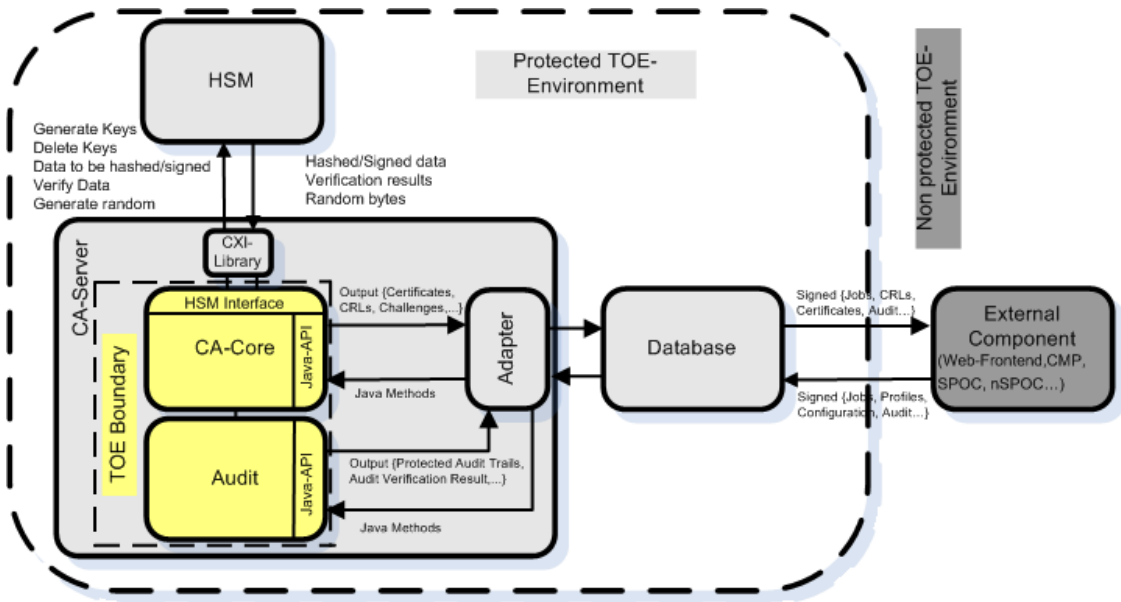 HSM
Protected TOE-
Environment
Non protected TOE-
Environment
Generate Keys
Delete Keys
Data to be hashed/signed
Verify Data
Generate random
Hashed/Signed data
Verification results
Random bytes
CA-Server
CXI-
Library
TOE Boundary
HSM Interface
CA-Core
Java-API
Output {Certificates,
CRLs, Challenges,...}
Java Methods
Adapter
Database
Signed {Jobs, CRLs,
Certificates, Audit...}
Signed {Jobs, Profiles,
Configuration, Audit...}
External
Component
(Web-Frontend,CMP,
SPOC, nSPOC...)
Audit
Java-API
Output {Protected Audit Trails,
Audit Verification Result,...}
Java Methods